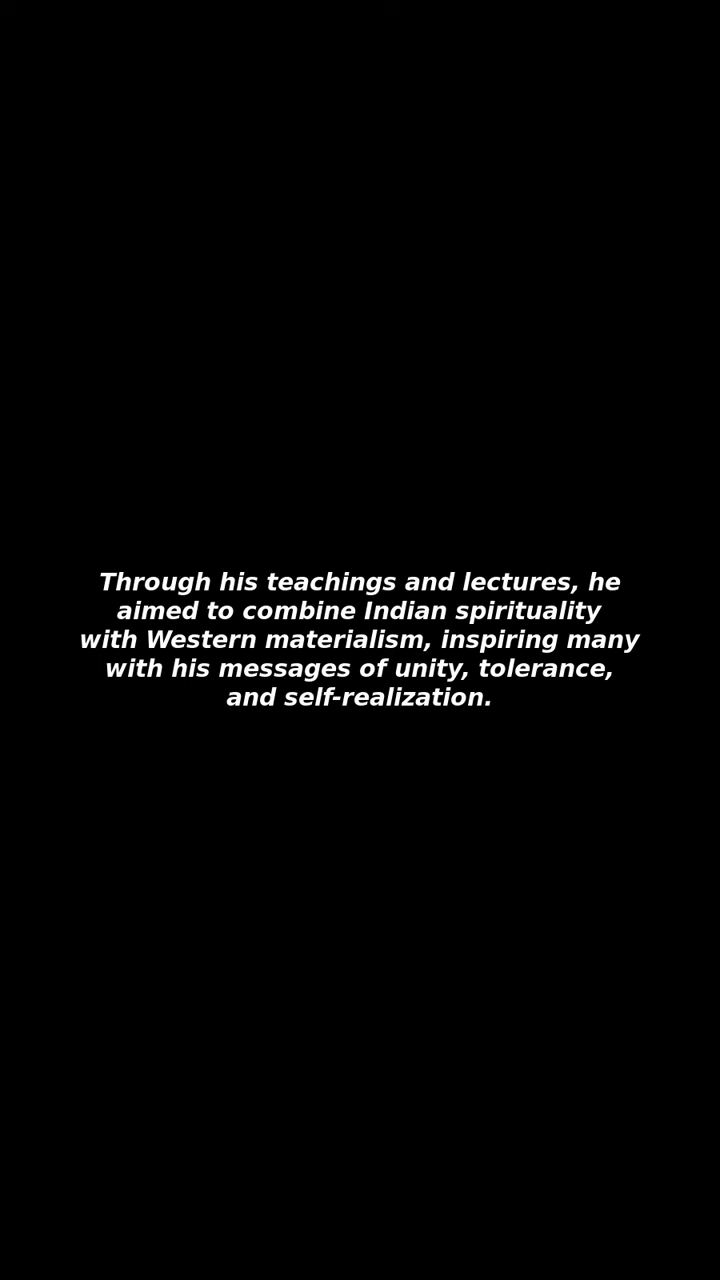 Through his teachings and lectures, he
aimed to combine Indian spirituality
with Western materialism, inspiring many
with his messages of unity, tolerance,
and self-realization.